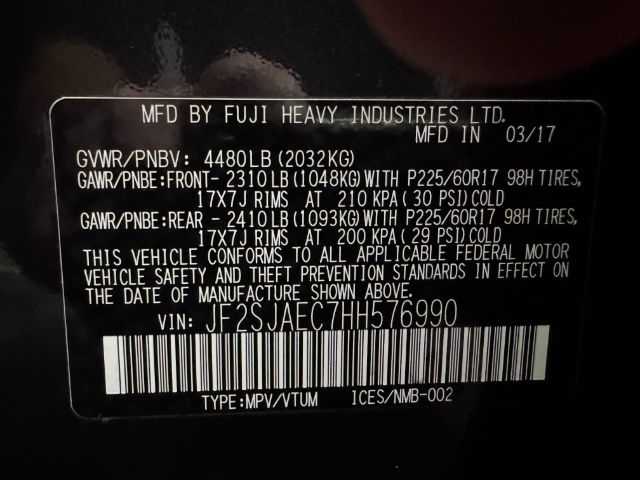 MFD BY FUJI HEAVY INDUSTRIES LTD.
MFD IN 03/17
GVWR/PNBV: 4480LB(2032KG)
GAWR/PNBE:FRONT- 2310LB(1048KG)WITH P225/60R17 98H TIRES,
17X7J RIMS AT 210 KPA( 30 PSI)COLD
GAWR/PNBE:REAR - 2410LB(1093KG)WITH P225/60R17 98H TIRES,
17X7J RIMS AT 200 KPA( 29 PSI)COLD
THIS VEHICLE CONFORMS TO ALL APPLICABLE FEDERAL MOTOR
VEHICLE SAFETY AND THEFT PREVENTION STANDARDS IN EFFECT ON
THE DATE OF MANUFACTURE SHOWN ABOVE.
VIN: JF2SJAEC7HH576990
TYPE:MPV/VTUM ICES/NMB-002